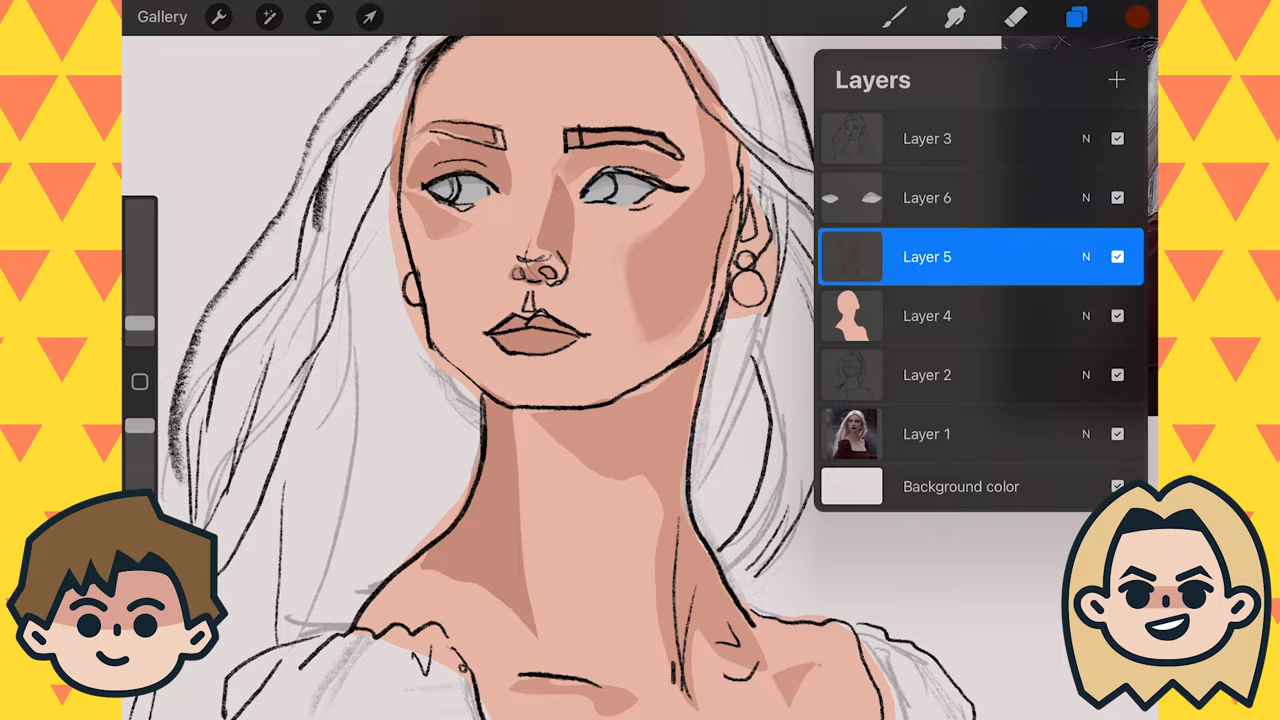 Gallery
Layers
Layer 3 N
Layer 6 N
Layer 5 N
Layer 4 N
Layer 2 N
Layer 1 N
Background color